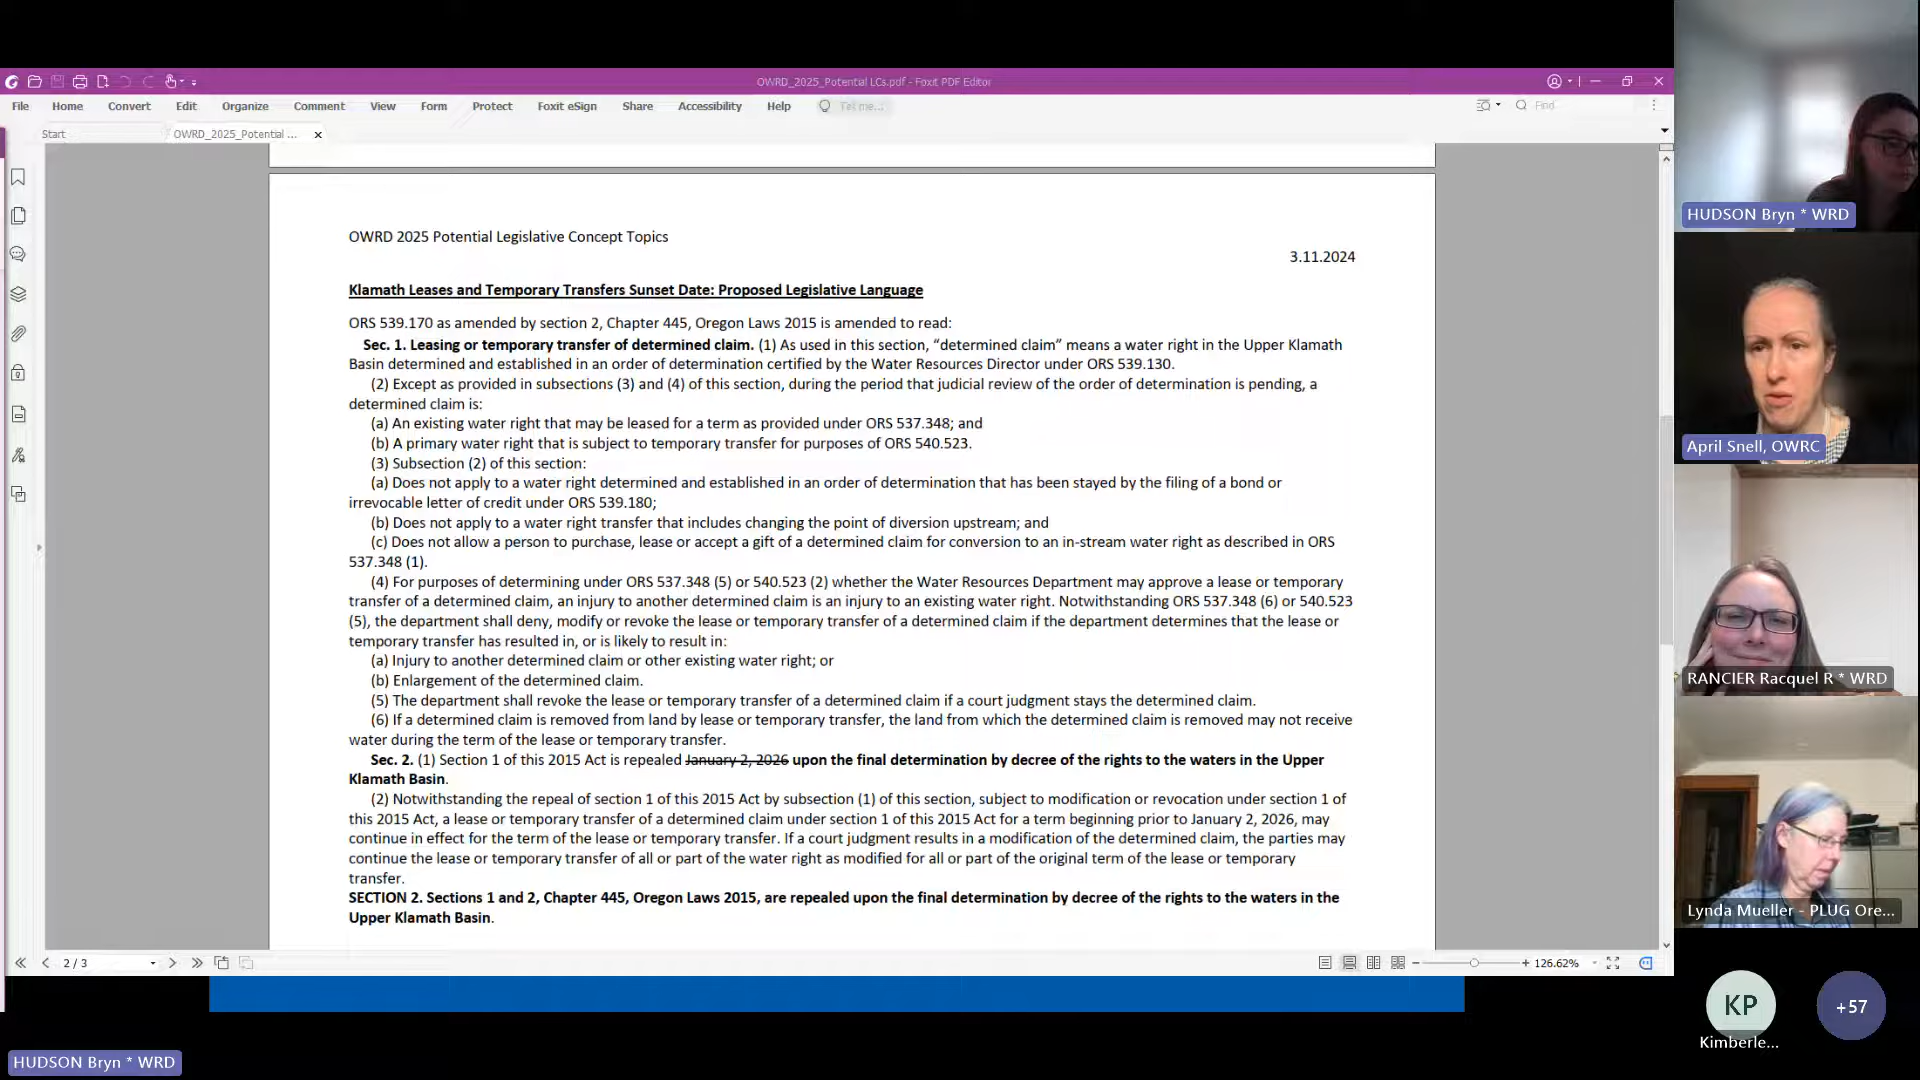 OWRD_2025_Potential LCs.pdf - Foxit PDF Editor
File Home Convert Edit Organize Comment View Form Protect Foxit eSign Share Accessibility Help Tell me... Find
Start OWRD_2025_Potential ...
OWRD 2025 Potential Legislative Concept Topics
3.11.2024
Klamath Leases and Temporary Transfers Sunset Date: Proposed Legislative Language
ORS 539.170 as amended by section 2, Chapter 445, Oregon Laws 2015 is amended to read:
Sec. 1. Leasing or temporary transfer of determined claim. (1) As used in this section, “determined claim” means a water right in the Upper Klamath
Basin determined and established in an order of determination certified by the Water Resources Director under ORS 539.130.
(2) Except as provided in subsections (3) and (4) of this section, during the period that judicial review of the order of determination is pending, a
determined claim is:
(a) An existing water right that may be leased for a term as provided under ORS 537.348; and
(b) A primary water right that is subject to temporary transfer for purposes of ORS 540.523.
(3) Subsection (2) of this section:
(a) Does not apply to a water right determined and established in an order of determination that has been stayed by the filing of a bond or
irrevocable letter of credit under ORS 539.180;
(b) Does not apply to a water right transfer that includes changing the point of diversion upstream; and
(c) Does not allow a person to purchase, lease or accept a gift of a determined claim for conversion to an in-stream water right as described in ORS
537.348 (1).
(4) For purposes of determining under ORS 537.348 (5) or 540.523 (2) whether the Water Resources Department may approve a lease or temporary
transfer of a determined claim, an injury to another determined claim is an injury to an existing water right. Notwithstanding ORS 537.348 (6) or 540.523
(5), the department shall deny, modify or revoke the lease or temporary transfer of a determined claim if the department determines that the lease or
temporary transfer has resulted in, or is likely to result in:
(a) Injury to another determined claim or other existing water right; or
(b) Enlargement of the determined claim.
(5) The department shall revoke the lease or temporary transfer of a determined claim if a court judgment stays the determined claim.
(6) If a determined claim is removed from land by lease or temporary transfer, the land from which the determined claim is removed may not receive
water during the term of the lease or temporary transfer.
Sec. 2. (1) Section 1 of this 2015 Act is repealed January 2, 2026 upon the final determination by decree of the rights to the waters in the Upper
Klamath Basin.
(2) Notwithstanding the repeal of section 1 of this 2015 Act by subsection (1) of this section, subject to modification or revocation under section 1 of
this 2015 Act, a lease or temporary transfer of a determined claim under section 1 of this 2015 Act for a term beginning prior to January 2, 2026, may
continue in effect for the term of the lease or temporary transfer. If a court judgment results in a modification of the determined claim, the parties may
continue the lease or temporary transfer of all or part of the water right as modified for all or part of the original term of the lease or temporary
transfer.
SECTION 2. Sections 1 and 2, Chapter 445, Oregon Laws 2015, are repealed upon the final determination by decree of the rights to the waters in the
Upper Klamath Basin.
2 / 3
126.62%
HUDSON Bryn * WRD
April Snell, OWRC
RANCIER Racquel R * WRD
Lynda Mueller - PLUG Ore...
KP
+57
Kimberle...
HUDSON Bryn * WRD